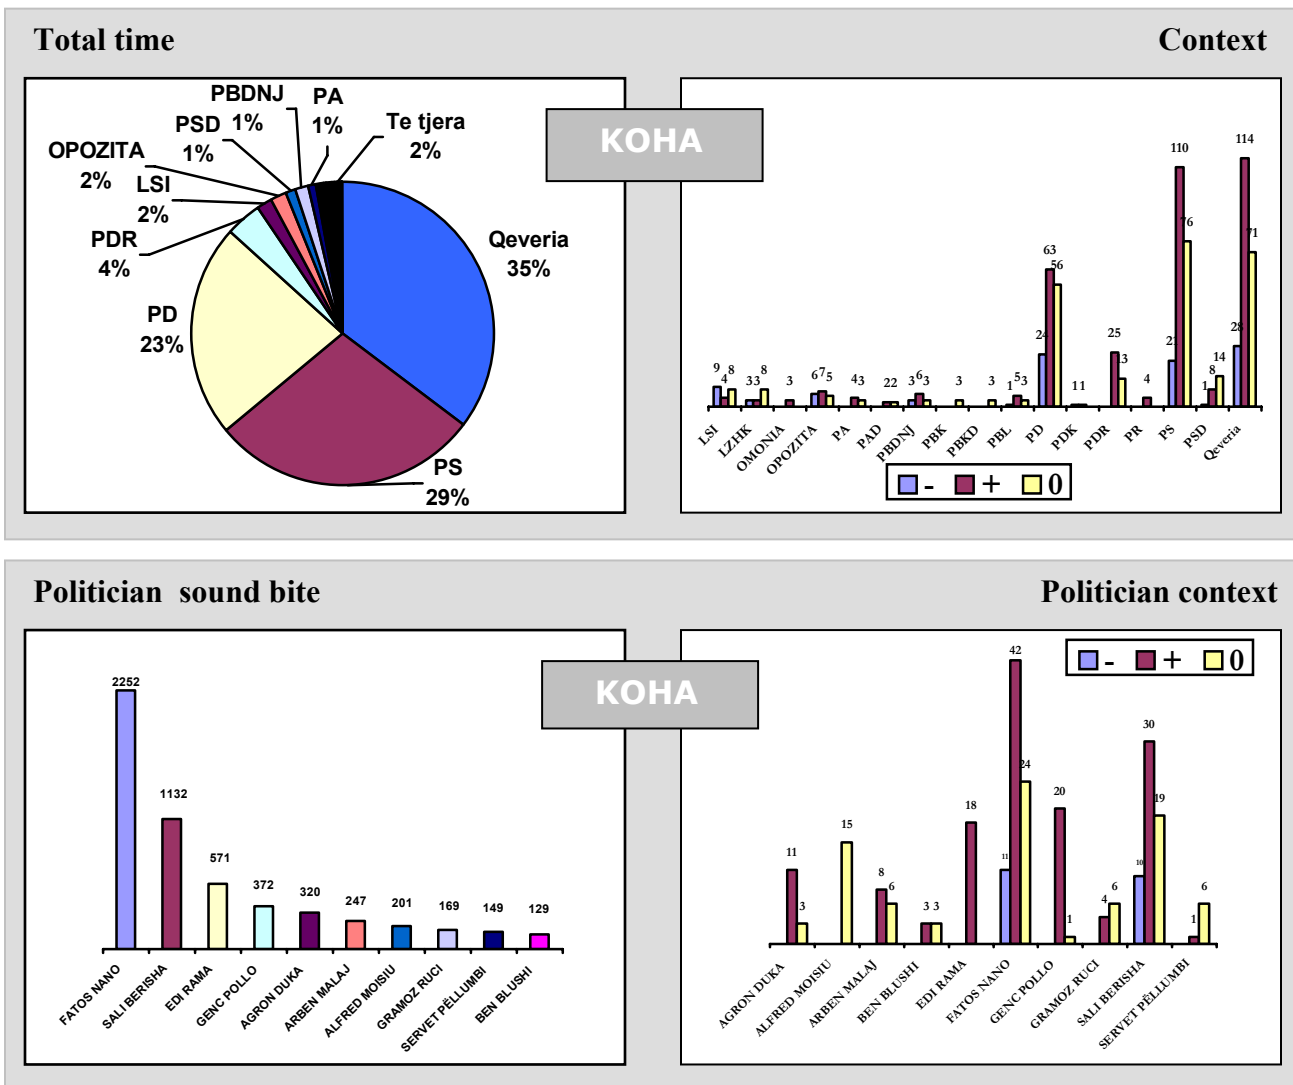 Total time
Context
KOHA
PBDNJ
1%
PA
1%
Te tjera
2%
PSD
1%
OPOZITA
2%
LSI
2%
PDR
4%
PD
23%
Qeveria
35%
PS
29%
9 4 8
3 3 8
3
6 7 5
4 3
2 2
3 6 3
3
3
1 5 3
24 63 56
1 1
25 13
4
110 76
1 8 14
28 114 71
LSI
LZHK
OMONIA
OPOZITA
PA
PAD
PBDNJ
PBK
PBKD
PBL
PD
PDK
PDR
PR
PS
PSD
Qeveria
- + 0
Politician sound bite
Politician context
KOHA
2252
1132
571
372
320
247
201
169
149
129
FATOS NANO
SALI BERISHA
EDI RAMA
GENC POLLO
AGRON DUKA
ARBEN MALAJ
ALFRED MOISIU
GRAMOZ RUCI
SERVET PËLLUMBI
BEN BLUSHI
- + 0
11 3
15
8 6
3 3
18
11 42 24
20 1
4 6
10 30 19
1 6
AGRON DUKA
ALFRED MOISIU
ARBEN MALAJ
BEN BLUSHI
EDI RAMA
FATOS NANO
GENC POLLO
GRAMOZ RUCI
SALI BERISHA
SERVET PËLLUMBI